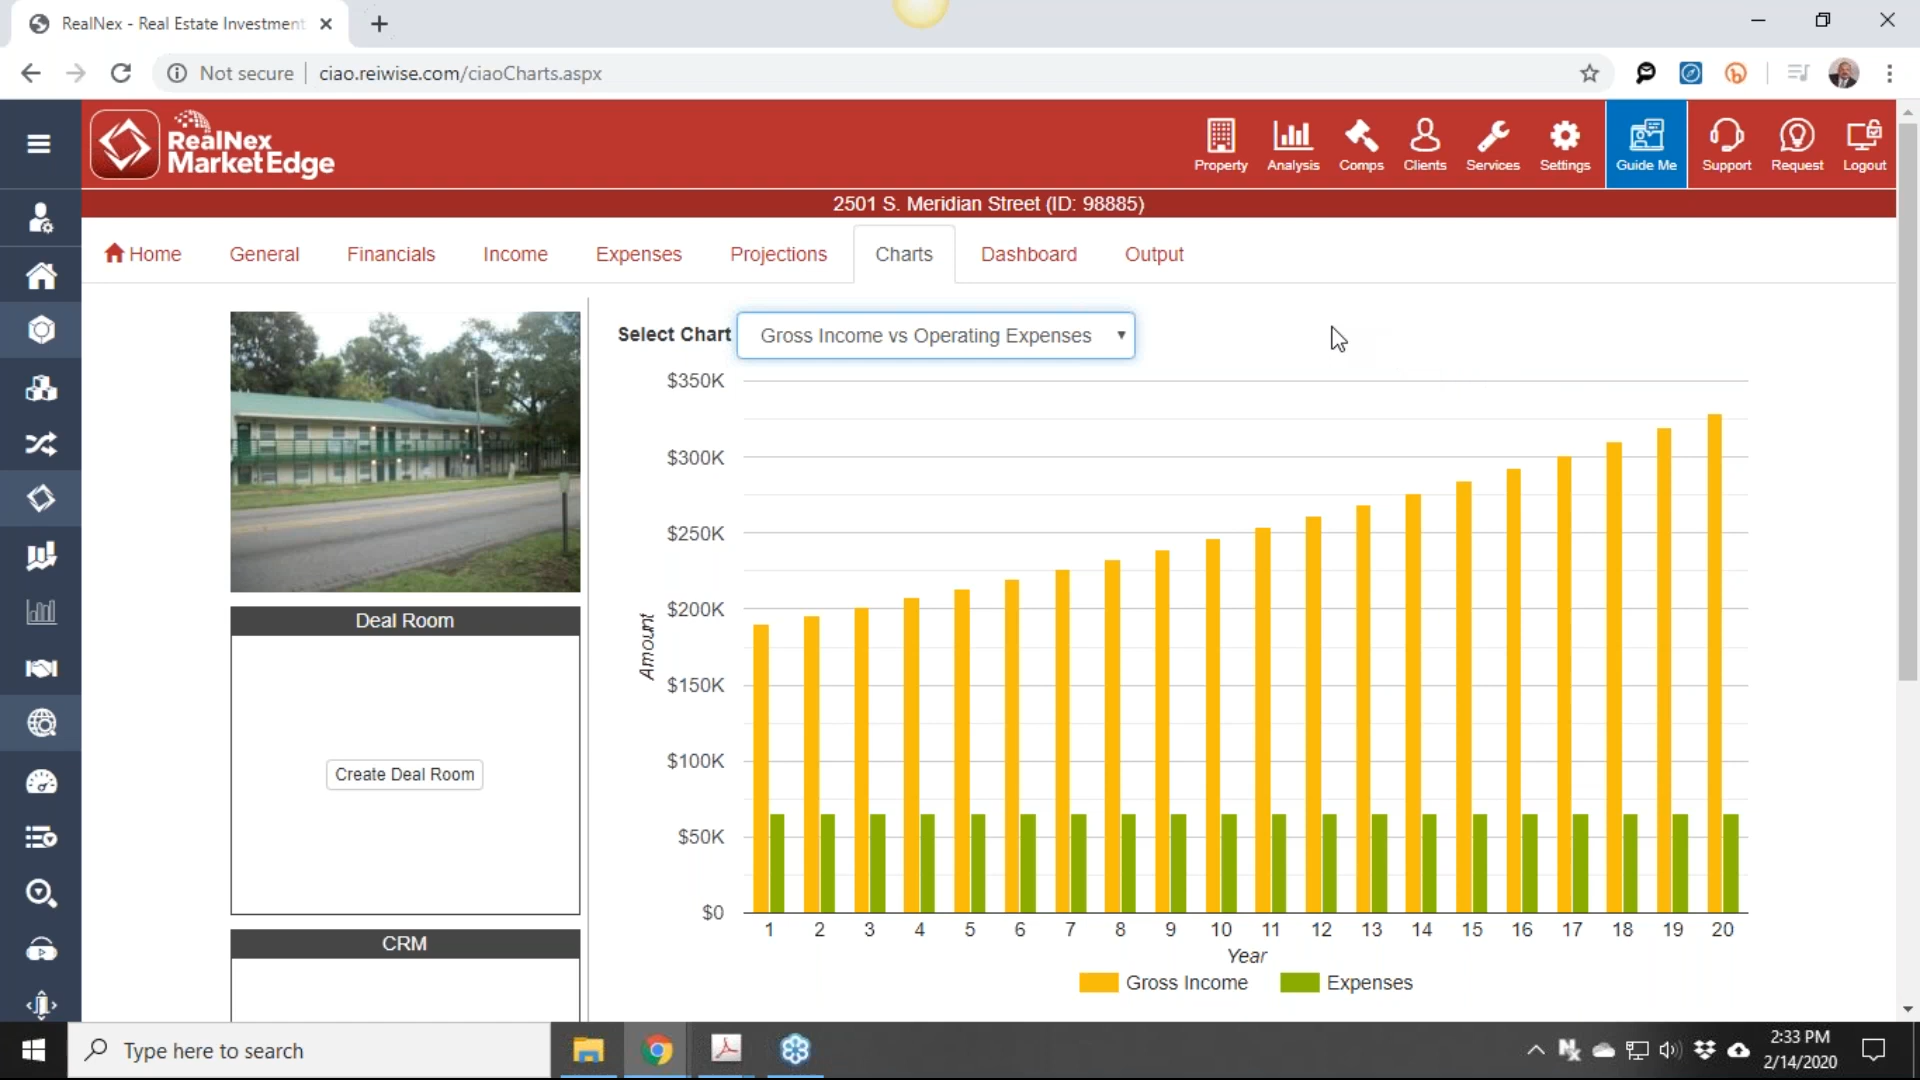 RealNex - Real Estate Investment
Not secure
ciao.reiwise.com/ciaoCharts.aspx
RealNex
MarketEdge
Property
Analysis
Comps
Clients
Services
Settings
Guide Me
Support
Request
Logout
2501 S. Meridian Street (ID: 98885)
Home
General
Financials
Income
Expenses
Projections
Charts
Dashboard
Output
Select Chart
Gross Income vs Operating Expenses
$350K
$300K
$250K
$200K
$150K
$100K
$50K
$0
Amount
1 2 3 4 5 6 7 8 9 10 11 12 13 14 15 16 17 18 19 20
Year
Gross Income
Expenses
Deal Room
Create Deal Room
CRM
Type here to search
2:33 PM
2/14/2020